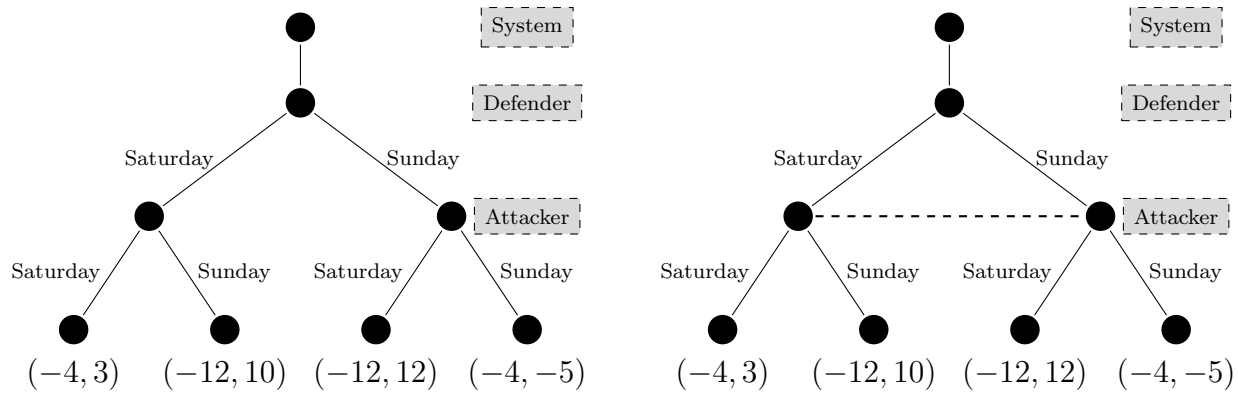 System
System
Defender
Defender
Saturday Sunday
Saturday Sunday
Attacker
Attacker
Saturday Sunday Saturday Sunday
Saturday Sunday Saturday Sunday
(−4, 3) (−12, 10) (−12, 12) (−4, −5)
(−4, 3) (−12, 10) (−12, 12) (−4, −5)